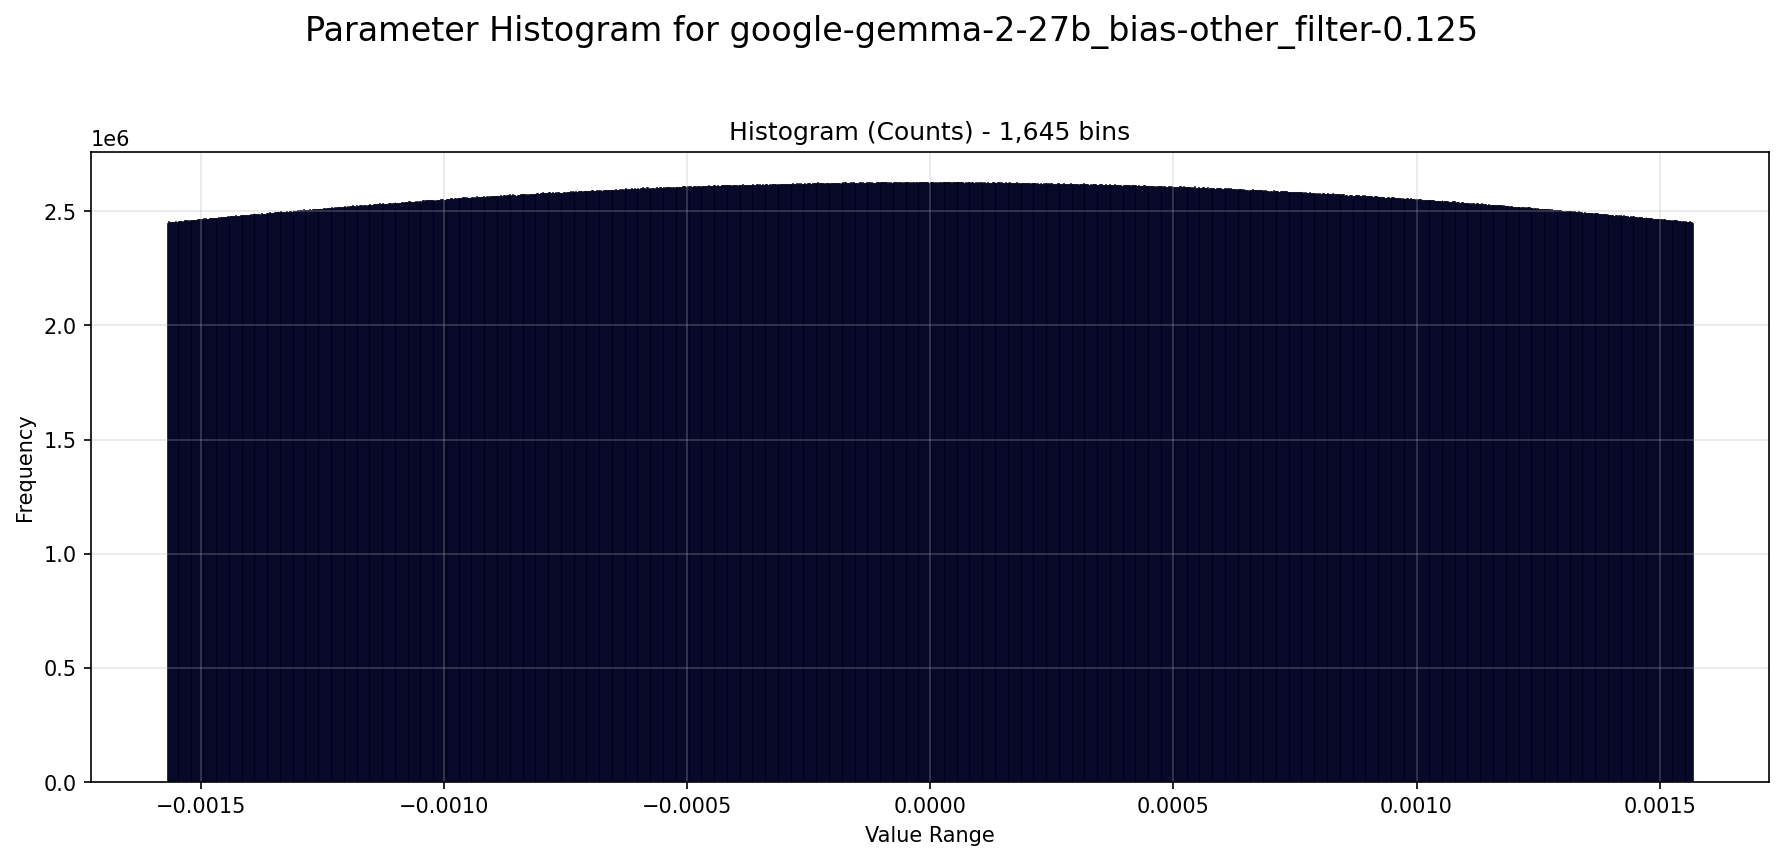 Parameter Histogram for google-gemma-2-27b_bias-other_filter-0.125
Histogram (Counts) - 1,645 bins
1e6
2.5
2.0
1.5
1.0
0.5
0.0
Frequency
−0.0015 −0.0010 −0.0005 0.0000 0.0005 0.0010 0.0015
Value Range